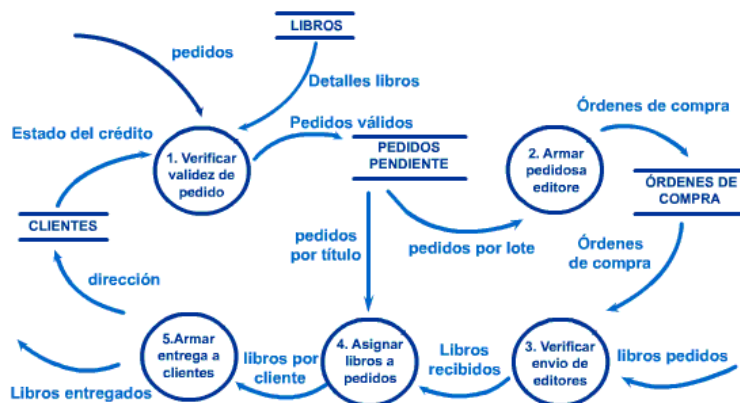 pedidos
LIBROS
Detalles libros
Estado del crédito
Pedidos válidos
1. Verificar
validez de
pedido
PEDIDOS
PENDIENTE
2. Armar
pedidosa
editore
Órdenes de compra
ÓRDENES DE
COMPRA
CLIENTES
pedidos
por título
pedidos por lote
Órdenes
de compra
dirección
5.Armar
entrega a
clientes
libros por
cliente
4. Asignar
libros a
pedidos
Libros
recibidos
3. Verificar
envio de
editores
libros pedidos
Libros entregados